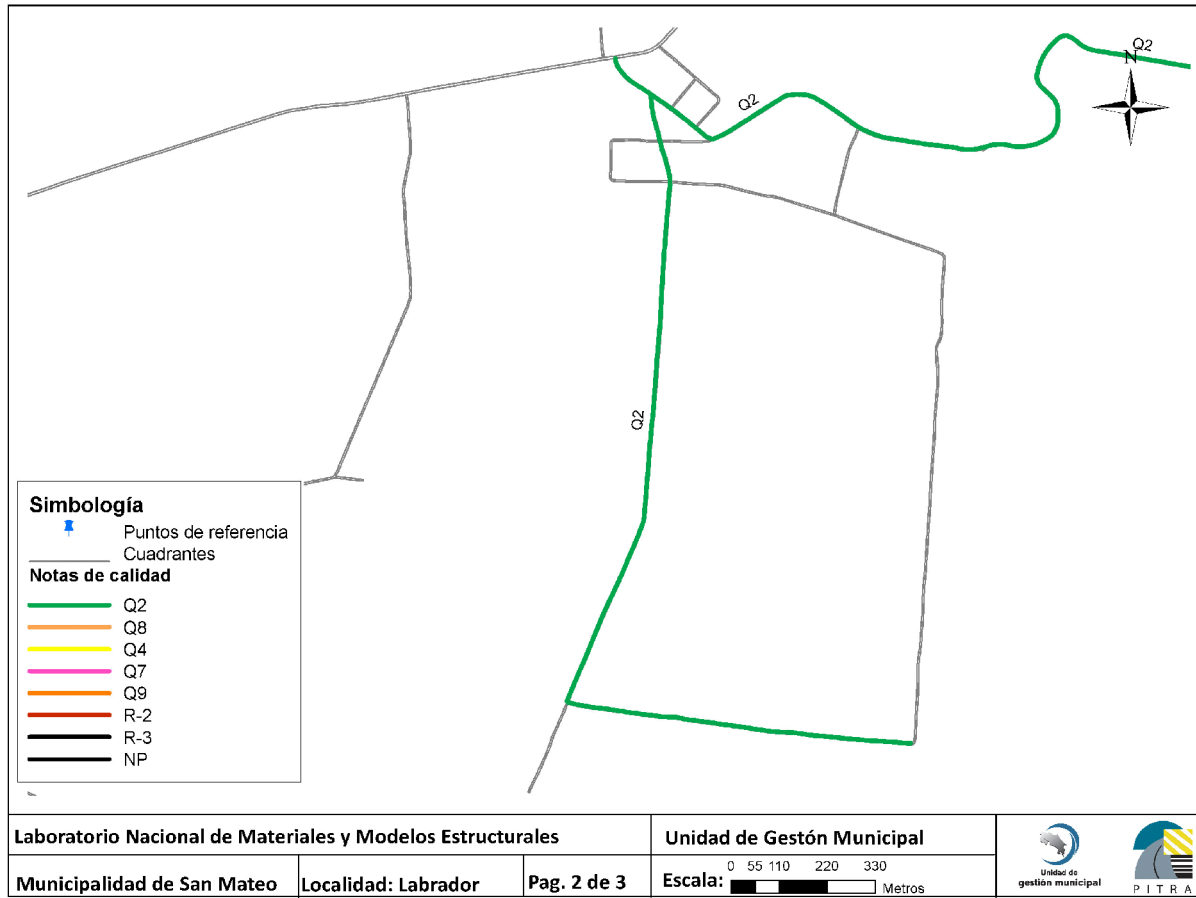 Q2
N
Q2
Q2
Simbología
Puntos de referencia
Cuadrantes
Notas de calidad
Q2
Q8
Q4
Q7
Q9
R-2
R-3
NP
Laboratorio Nacional de Materiales y Modelos Estructurales
Unidad de Gestión Municipal
Municipalidad de San Mateo
Localidad: Labrador
Pag. 2 de 3
Escala:
0 55 110 220 330
Metros
Unidad de
gestión municipal
PITRA